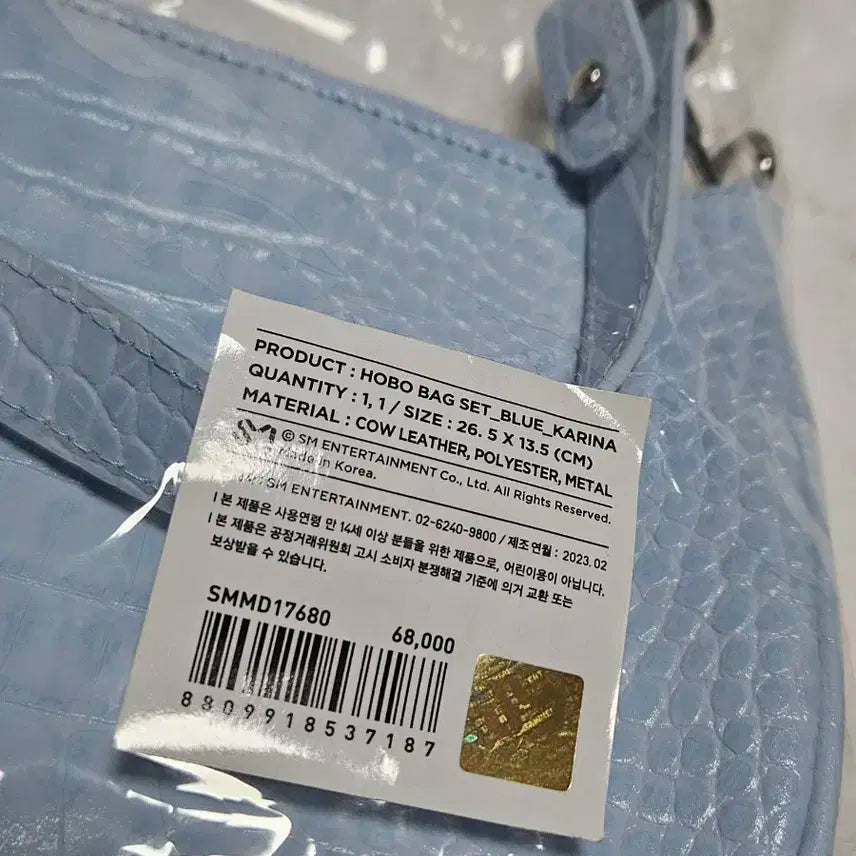 PRODUCT : HOBO BAG SET_BLUE_KARINA
QUANTITY : 1, 1 / SIZE : 26. 5 X 13.5 (CM)
MATERIAL : COW LEATHER, POLYESTER, METAL
© SM ENTERTAINMENT Co., Ltd. All Rights Reserved.
Made in Korea.
SM ENTERTAINMENT. 02-6240-9800 / 제조연월 : 2023. 02
| 본 제품은 사용연령 만 14세 이상 분들을 위한 제품으로, 어린이용이 아닙니다.
| 본 제품은 공정거래위원회 고시 소비자 분쟁해결 기준에 의거 교환 또는
보상받을 수 있습니다.
SMMD17680
68,000
8809918537187